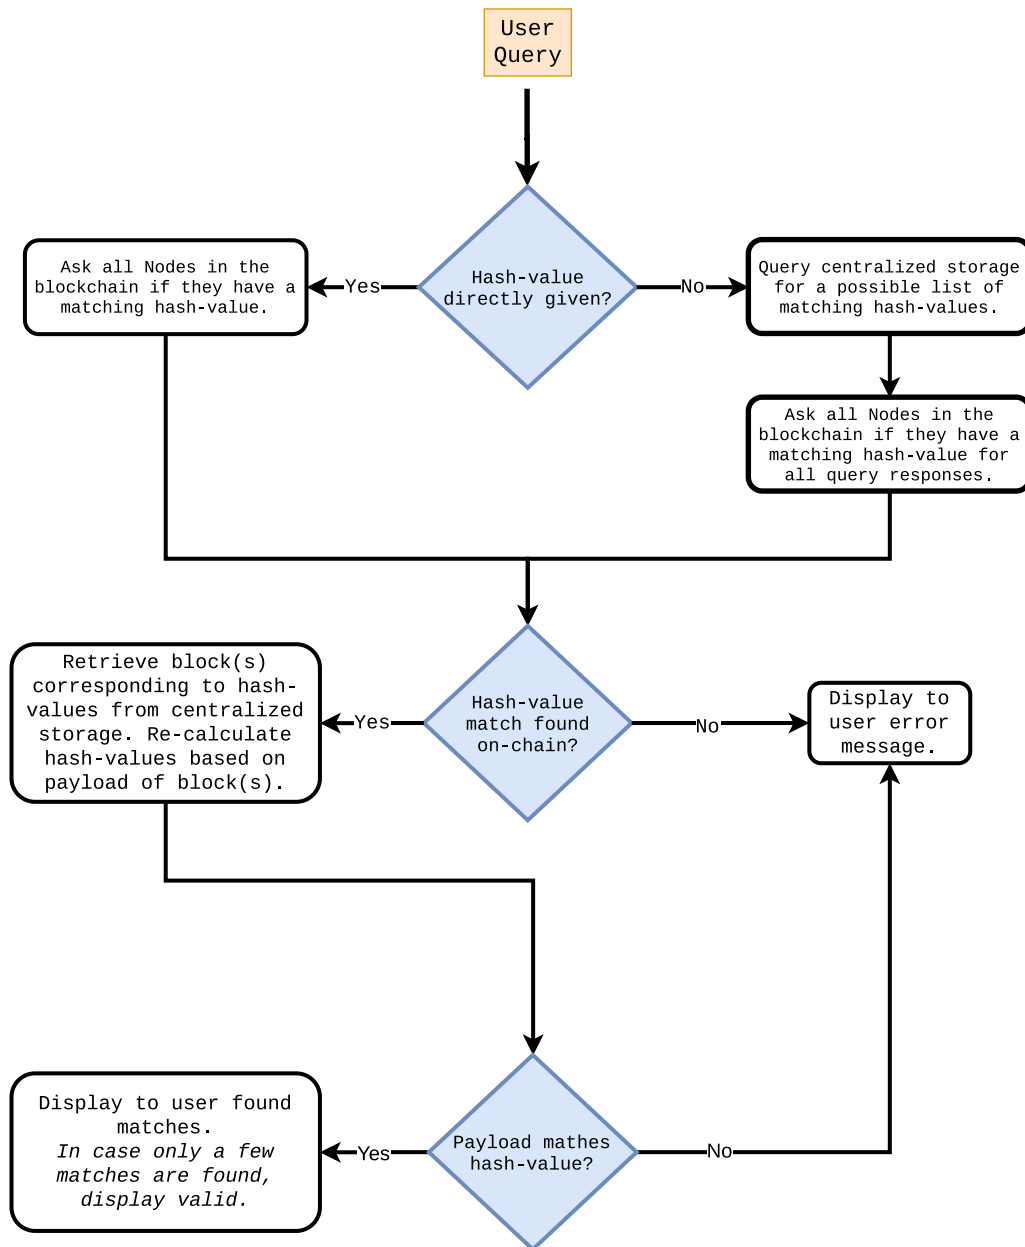 User
Query
Hash-value
directly given?
Yes
No
Ask all Nodes in the
blockchain if they have a
matching hash-value.
Query centralized storage
for a possible list of
matching hash-values.
Ask all Nodes in the
blockchain if they have a
matching hash-value for
all query responses.
Hash-value
match found
on-chain?
Yes
No
Retrieve block(s)
corresponding to hash-
values from centralized
storage. Re-calculate
hash-values based on
payload of block(s).
Display to
user error
message.
Payload mathes
hash-value?
Yes
No
Display to user found
matches.
In case only a few
matches are found,
display valid.